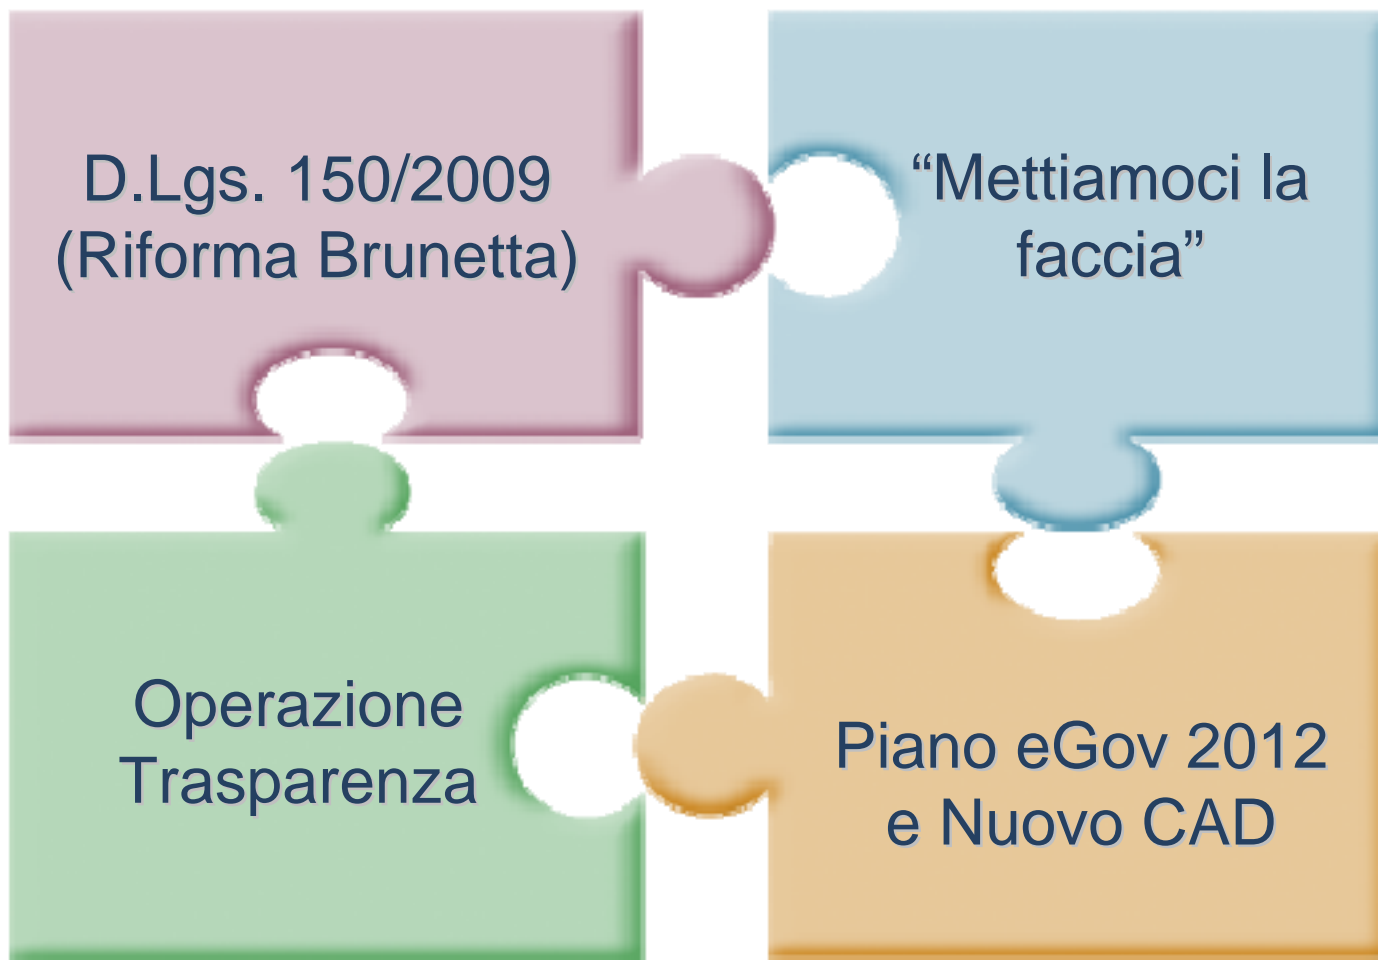 D.Lgs. 150/2009
(Riforma Brunetta)
“Mettiamoci la
faccia”
Operazione
Trasparenza
Piano eGov 2012
e Nuovo CAD